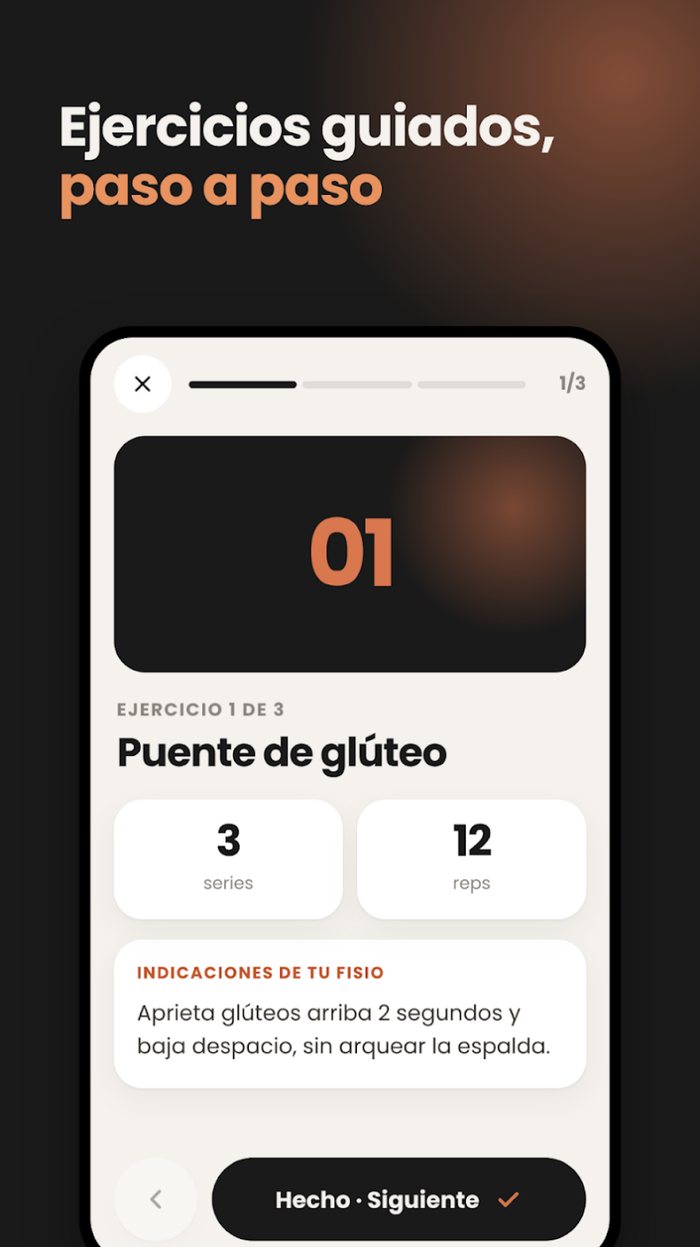 Ejercicios guiados,
paso a paso
1/3
01
EJERCICIO 1 DE 3
Puente de glúteo
3
series
12
reps
INDICACIONES DE TU FISIO
Aprieta glúteos arriba 2 segundos y
baja despacio, sin arquear la espalda.
Hecho · Siguiente